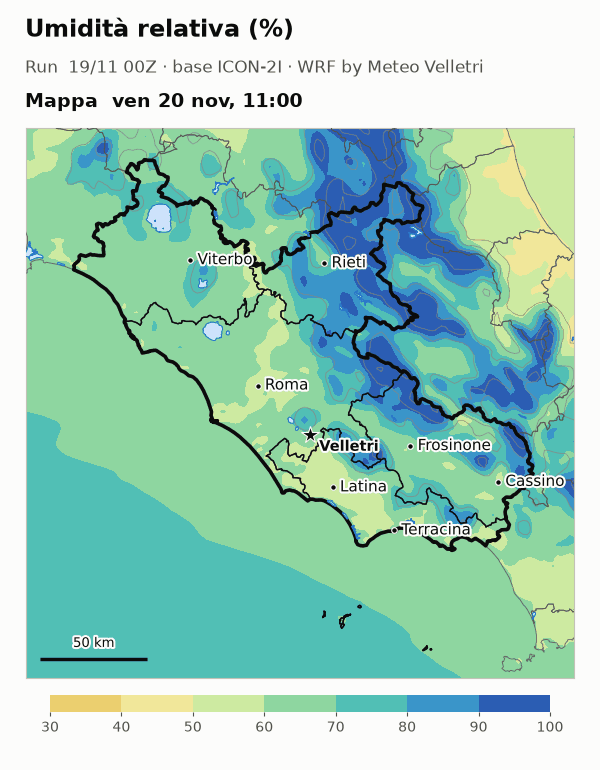 Umidità relativa (%)
Run  19/11 00Z · base ICON-2I · WRF by Meteo Velletri
Mappa  ven 20 nov, 11:00
Viterbo
Rieti
Roma
Velletri
Frosinone
Cassino
Latina
Terracina
50 km
30 40 50 60 70 80 90 100